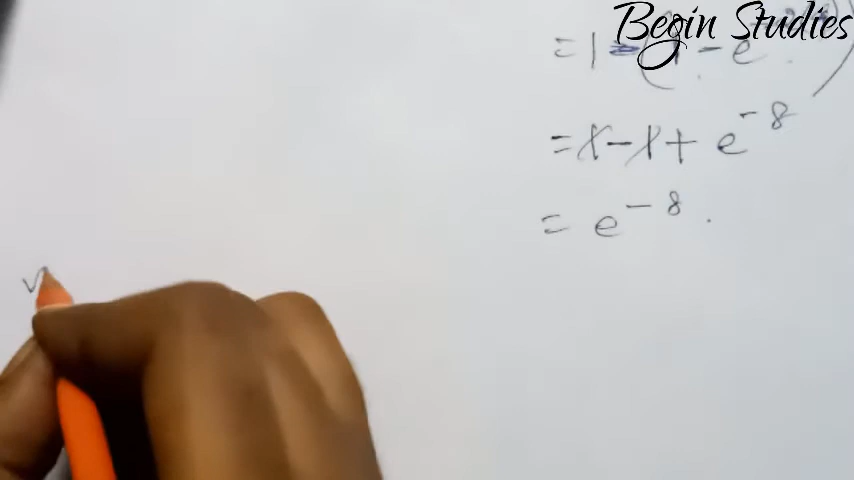 Begin Studies
= 1 - (1 - e
= 1 - 1 + e^{-8}
= e^{-8} .